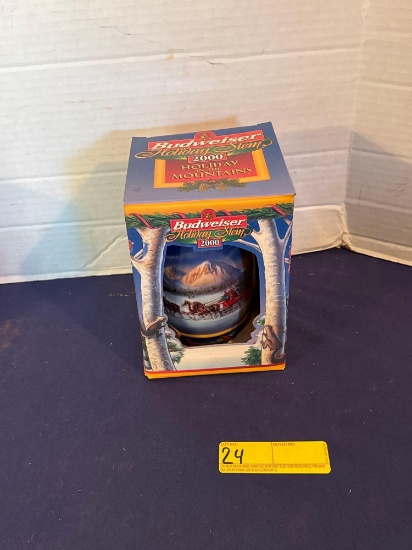 Budweiser
Holiday Stein
2000
HOLIDAY
IN THE
MOUNTAINS
Budweiser
Holiday Stein
2000
24